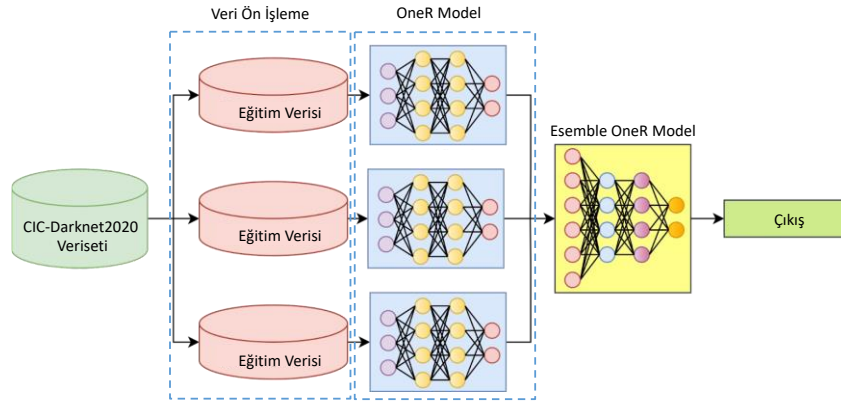 Veri Ön İşleme
OneR Model
Eğitim Verisi
Esemble OneR Model
CIC-Darknet2020
Veriseti
Eğitim Verisi
Çıkış
Eğitim Verisi